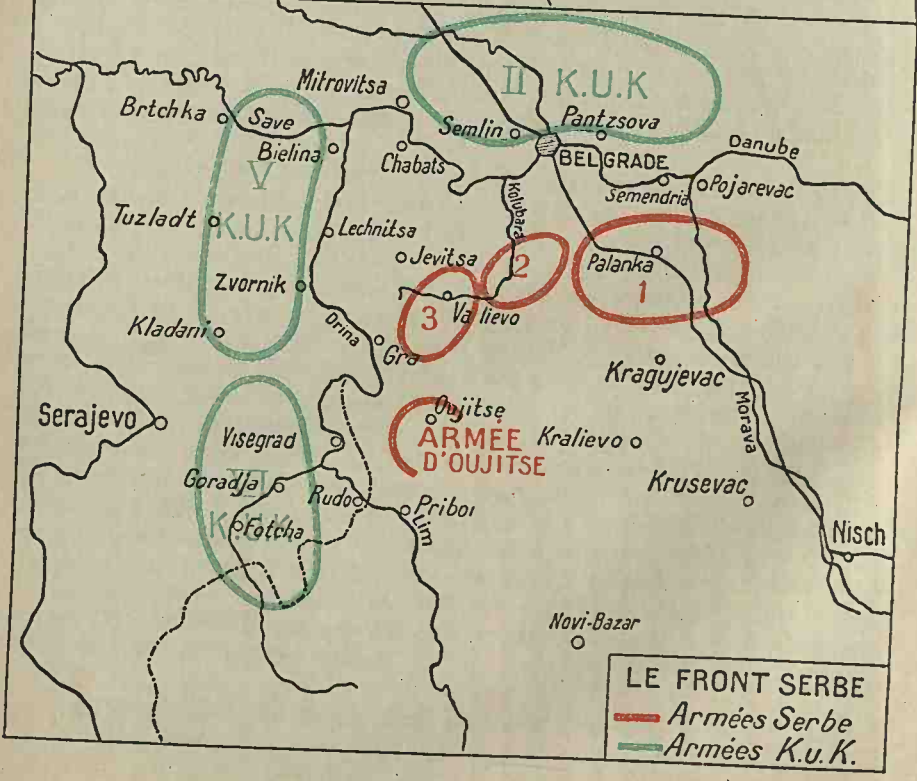 II K.U.K
Mitrovitsa
Brtchka
Save
Semlin
Pantzsova
Bielina
Chabats
BELGRADE
Danube
V
K.U.K
Semendria
Pojarevac
Kolubara
Tuzladt
Lechnitsa
Jevitsa
2
Palanka
1
Zvornik
3
Valievo
Drina
Kladani
Gra
Kragujevac
Oujitse
Serajevo
Visegrad
ARMÉE
D'OUJITSE
Kralievo
Morava
Goradja
VI
K.U.K
Rudo
Priboi
Krusevac
Fotcha
Lim
Nisch
Novi-Bazar
LE FRONT SERBE
Armées Serbe
Armées K.u.K.